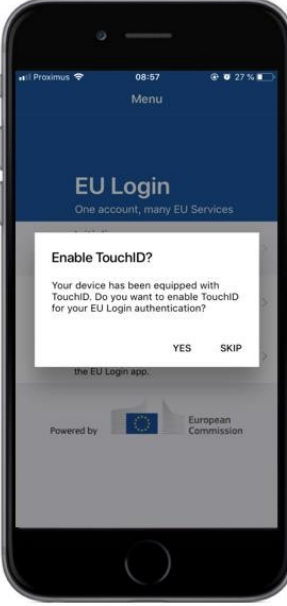 Proximus 08:57 27 %
Menu
EU Login
One account, many EU Services
Enable TouchID?
Your device has been equipped with
TouchID. Do you want to enable TouchID
for your EU Login authentication?
YES SKIP
the EU Login app.
Powered by
European
Commission